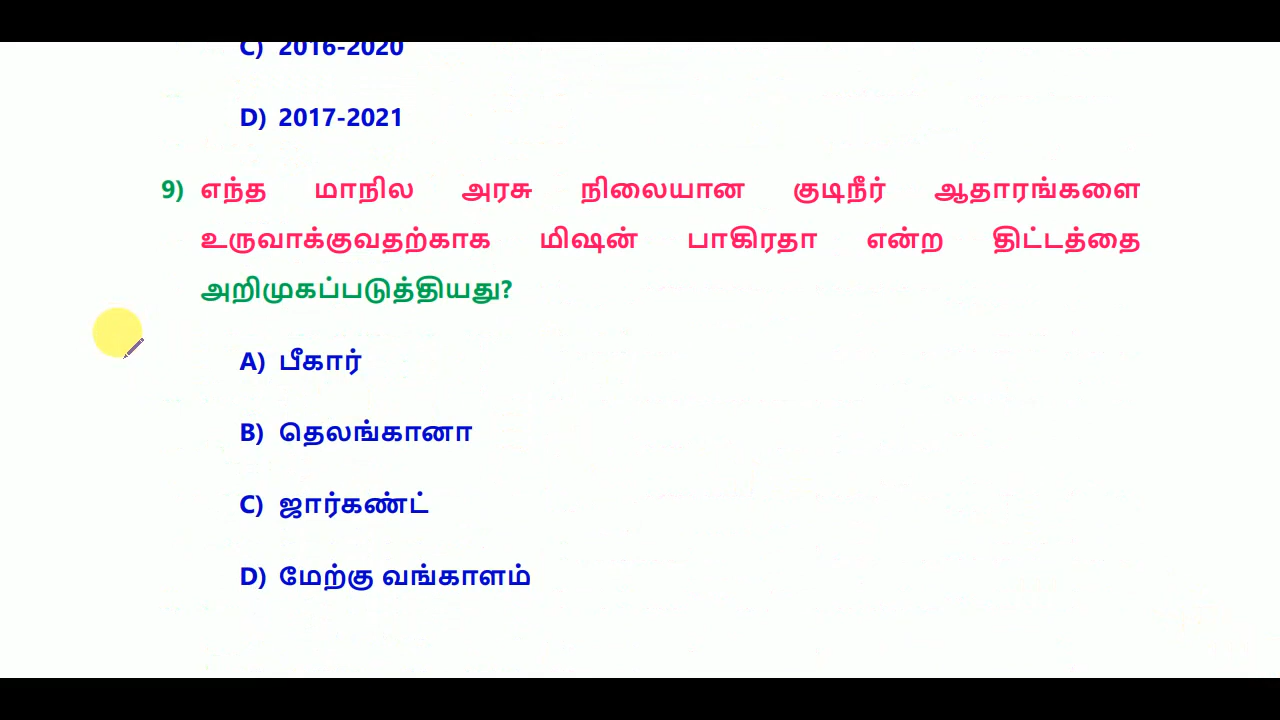 C) 2016-2020
D) 2017-2021
9) எந்த மாநில அரசு நிலையான குடிநீர் ஆதாரங்களை
உருவாக்குவதற்காக மிஷன் பாகிரதா என்ற திட்டத்தை
அறிமுகப்படுத்தியது?
A) பீகார்
B) தெலங்கானா
C) ஜார்கண்ட்
D) மேற்கு வங்காளம்